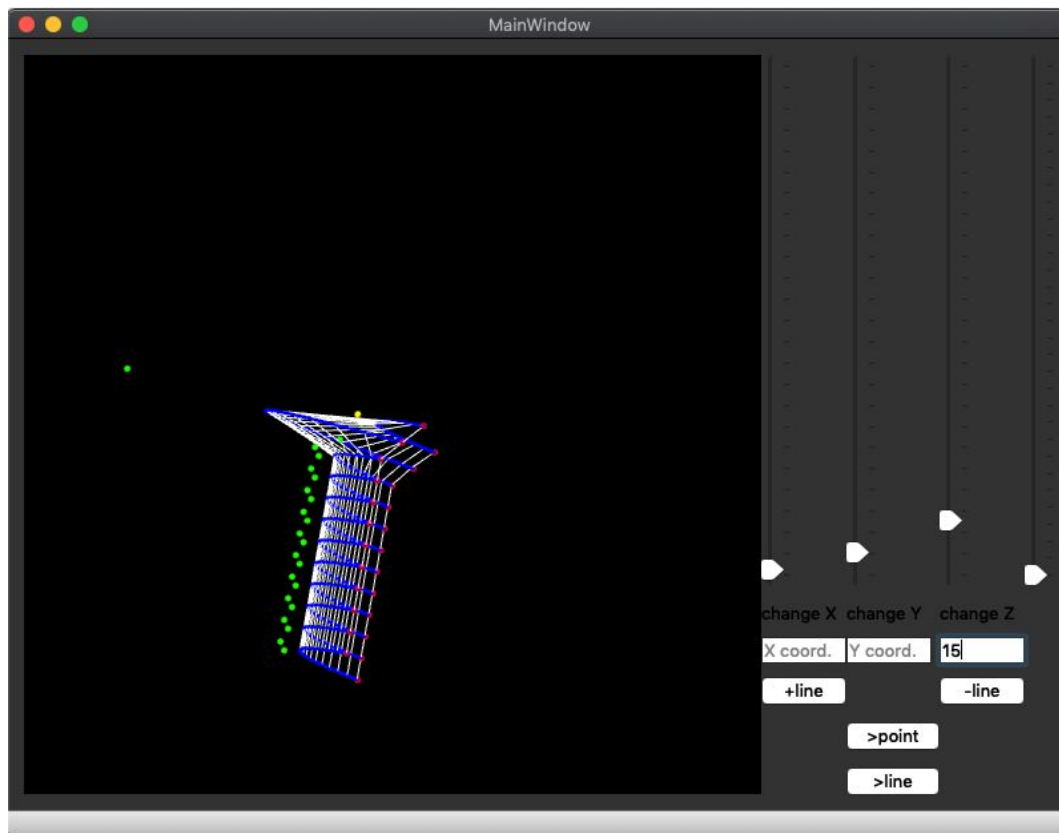 MainWindow
change X change Y change Z
X coord. Y coord. 15
+line -line
>point
>line